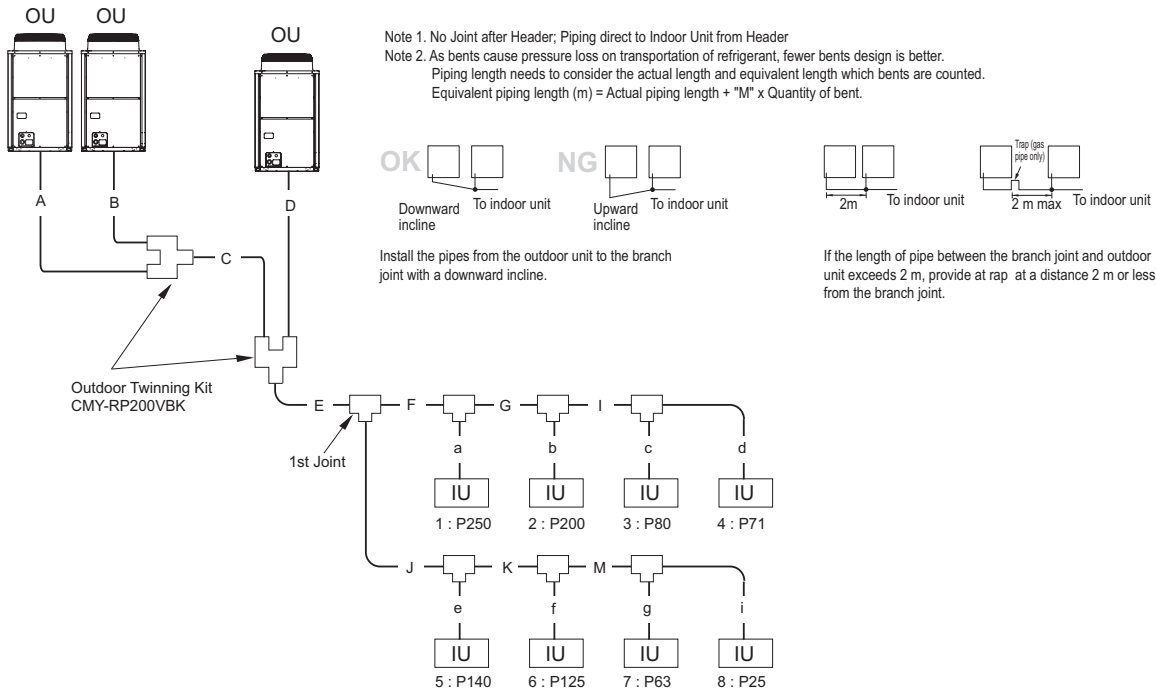 OU
OU
OU
Note 1. No Joint after Header; Piping direct to Indoor Unit from Header
Note 2. As bents cause pressure loss on transportation of refrigerant, fewer bents design is better.
Piping length needs to consider the actual length and equivalent length which bents are counted.
Equivalent piping length (m) = Actual piping length + "M" x Quantity of bent.
OK
Downward
incline
To indoor unit
NG
Upward
incline
To indoor unit
Install the pipes from the outdoor unit to the branch
joint with a downward incline.
2m
To indoor unit
Trap (gas
pipe only)
2 m max
To indoor unit
If the length of pipe between the branch joint and outdoor
unit exceeds 2 m, provide at rap at a distance 2 m or less
from the branch joint.
A
B
D
C
Outdoor Twinning Kit
CMY-RP200VBK
E
F
G
I
1st Joint
a
b
c
d
IU
IU
IU
IU
1 : P250
2 : P200
3 : P80
4 : P71
J
K
M
e
f
g
i
IU
IU
IU
IU
5 : P140
6 : P125
7 : P63
8 : P25